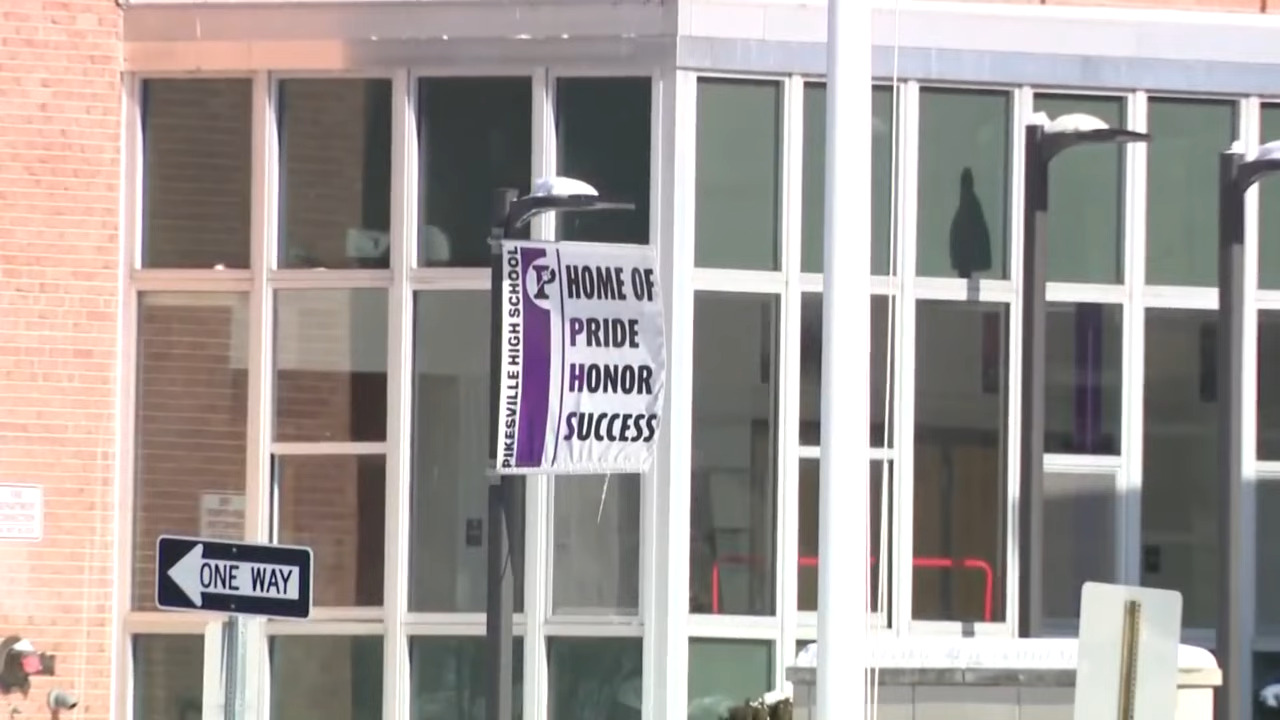 PIKESVILLE HIGH SCHOOL
P
HOME OF
PRIDE
HONOR
SUCCESS
ONE WAY